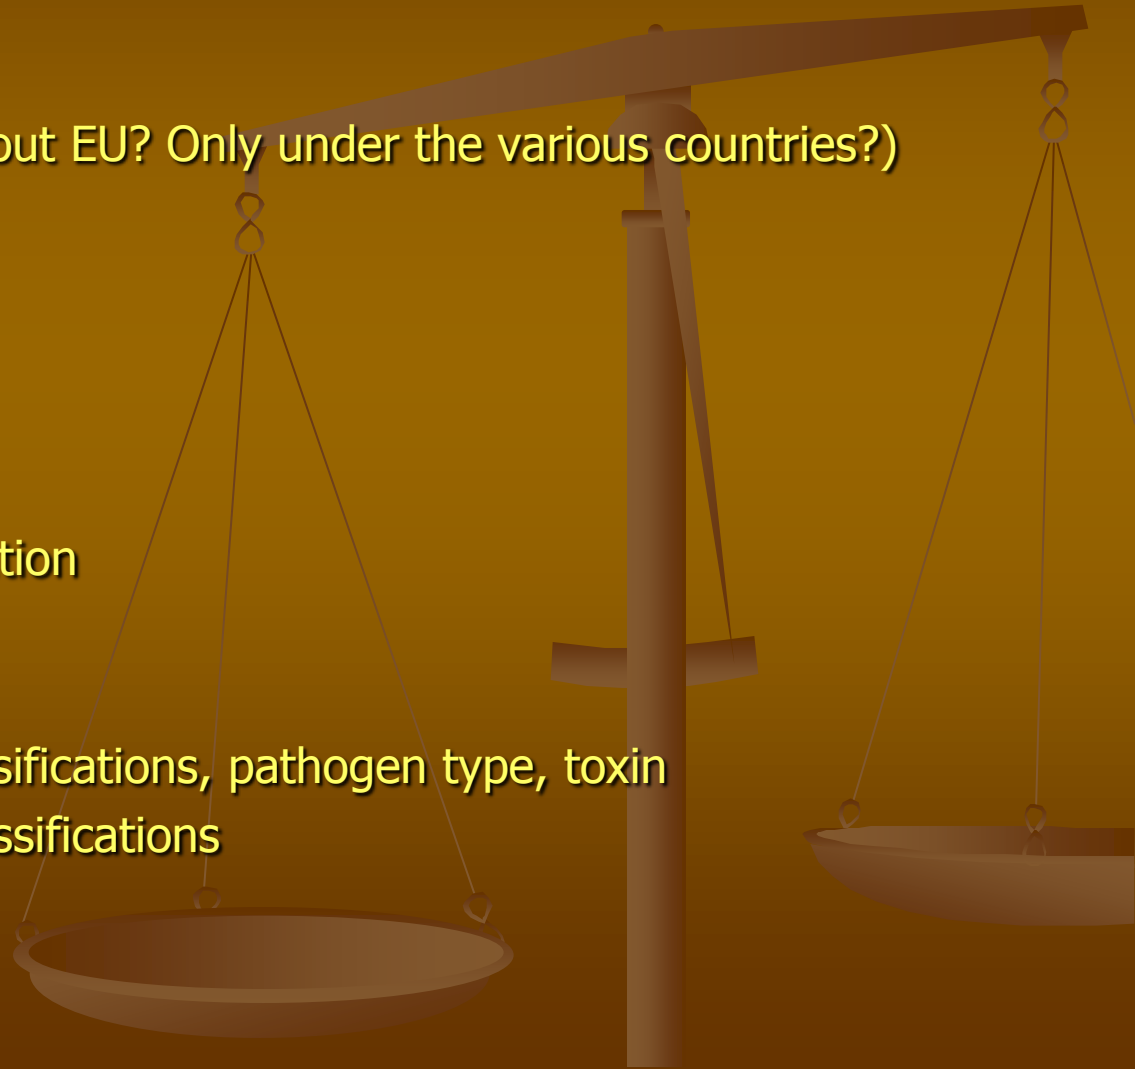 out EU? Only under the various countries?)
tion
sifications, pathogen type, toxin
ssifications